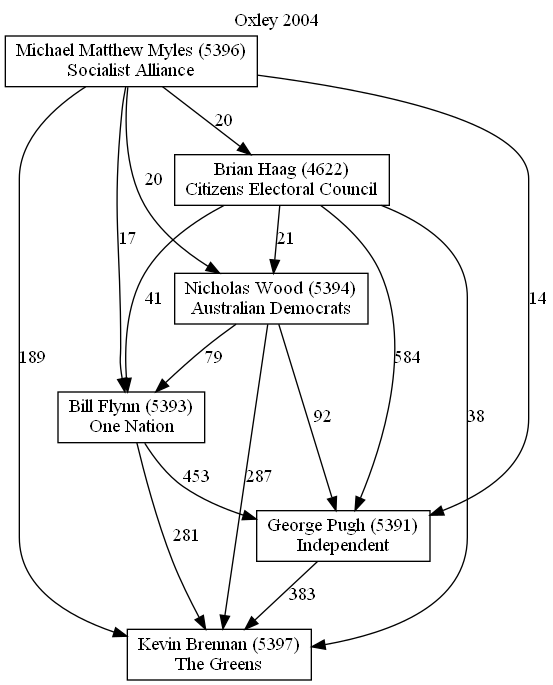 Oxley 2004
Michael Matthew Myles (5396)
Socialist Alliance
20
Brian Haag (4622)
Citizens Electoral Council
20
17
21
41
14
Nicholas Wood (5394)
Australian Democrats
189
79
584
Bill Flynn (5393)
One Nation
92
38
453
287
George Pugh (5391)
Independent
281
383
Kevin Brennan (5397)
The Greens